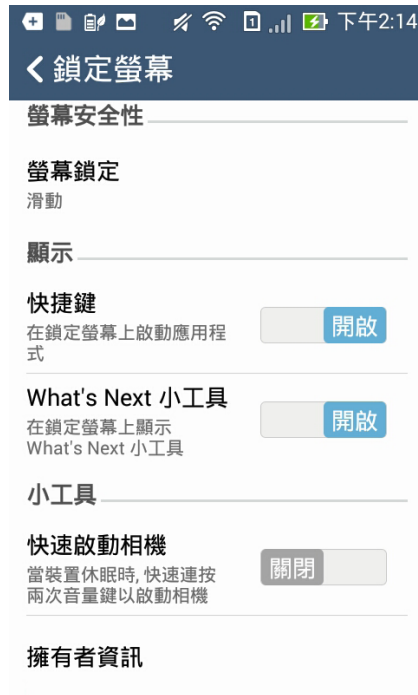 下午2:14
鎖定螢幕
螢幕安全性
螢幕鎖定
滑動
顯示
快捷鍵
在鎖定螢幕上啟動應用程
式
開啟
What's Next 小工具
在鎖定螢幕上顯示
What's Next 小工具
開啟
小工具
快速啟動相機
當裝置休眠時, 快速連按
兩次音量鍵以啟動相機
關閉
擁有者資訊